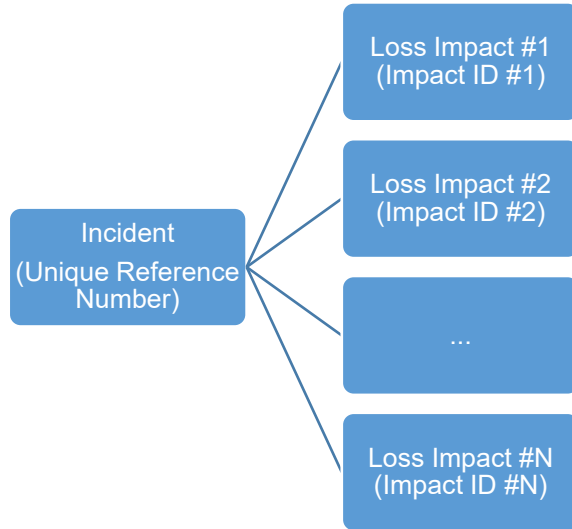 Loss Impact #1
(Impact ID #1)
Loss Impact #2
(Impact ID #2)
Incident
(Unique Reference
Number)
...
Loss Impact #N
(Impact ID #N)